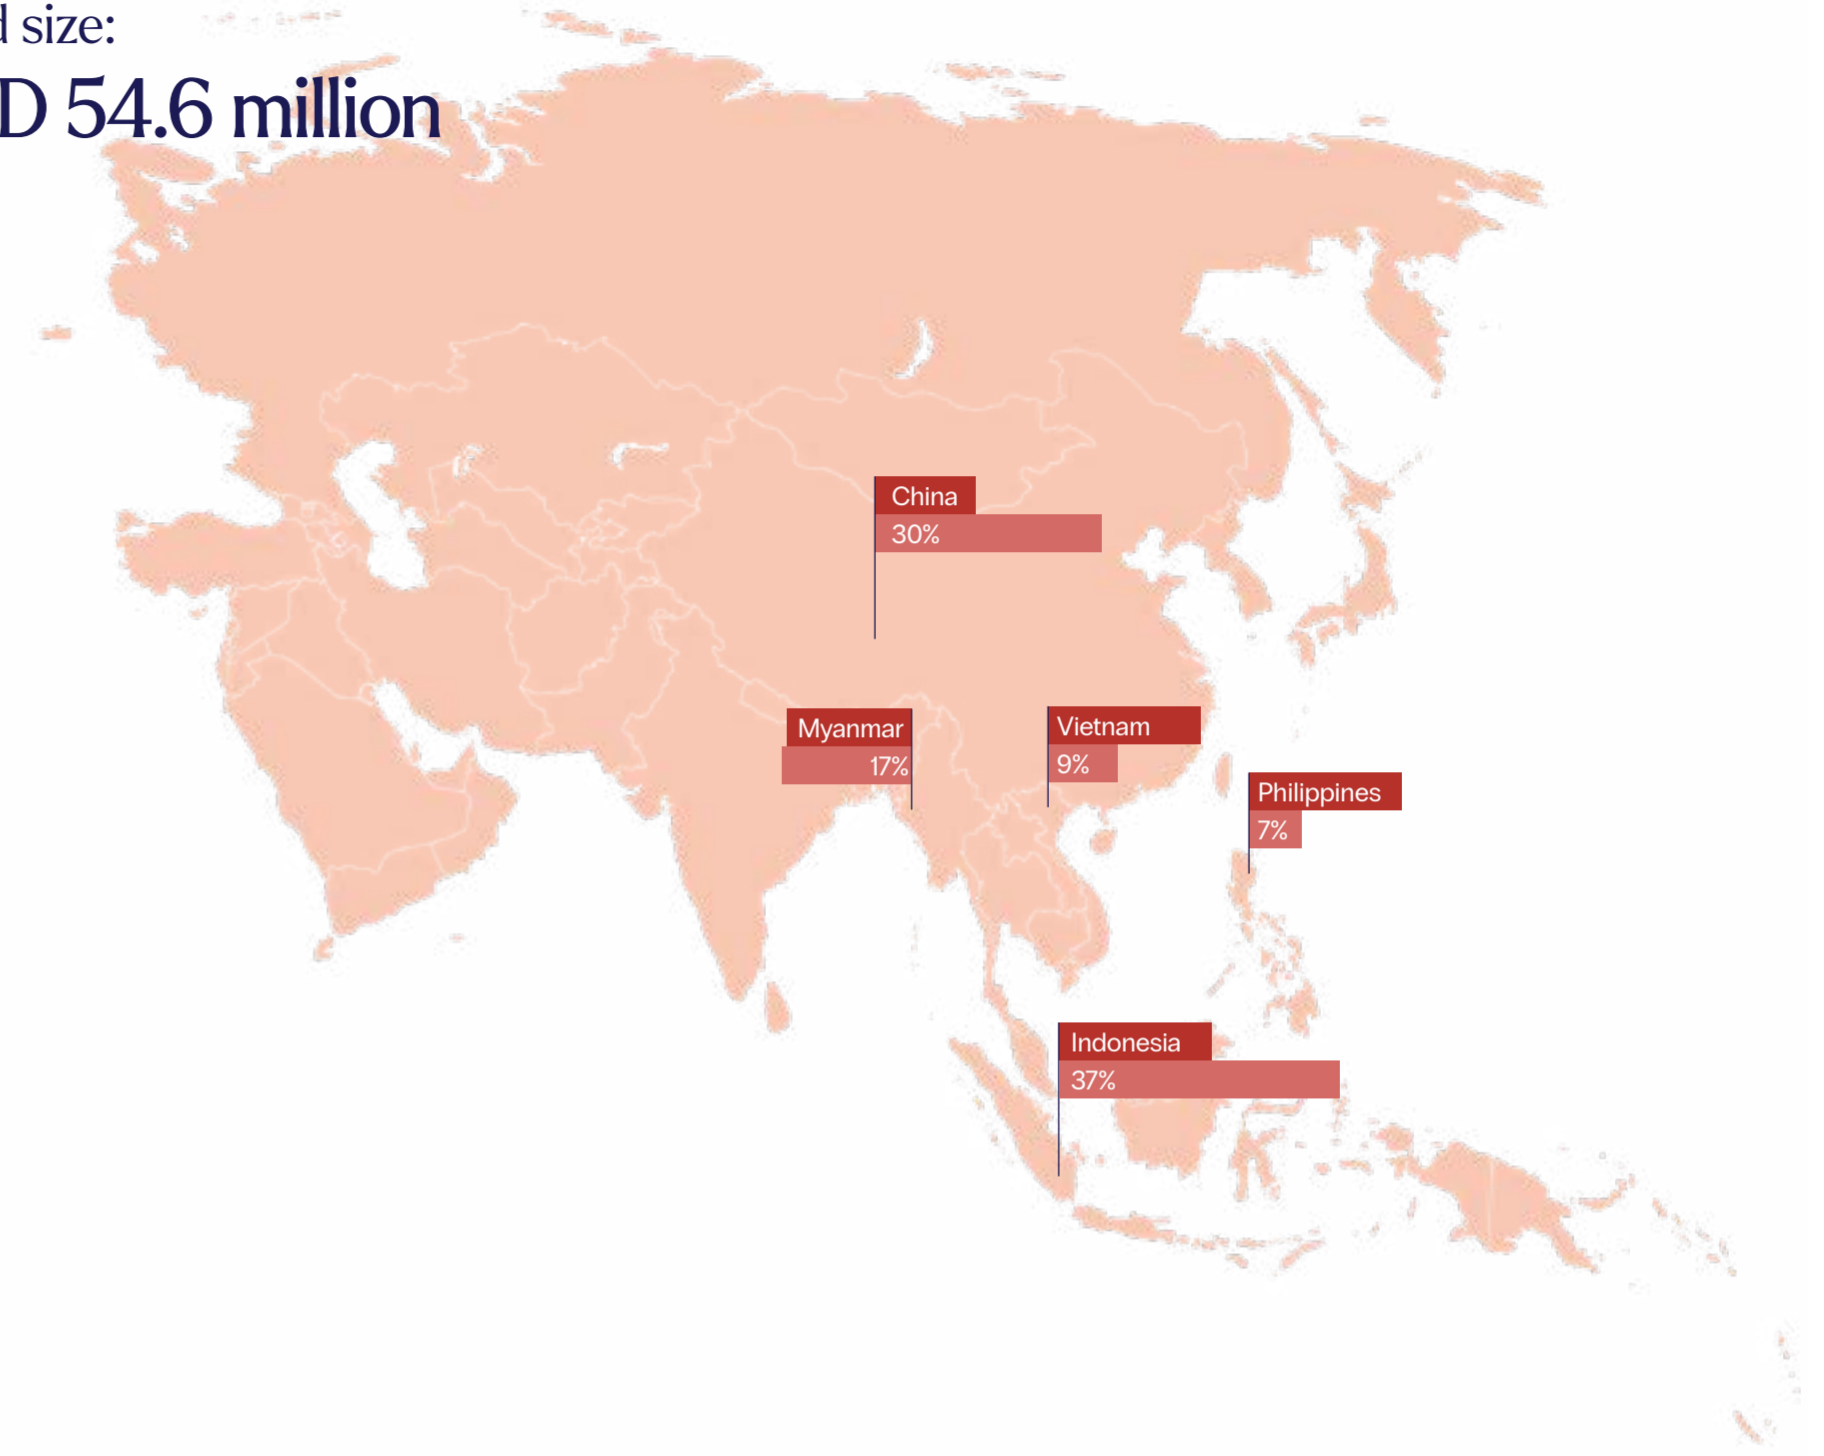 size:
54.6 million
China
30%
Myanmar
17%
Vietnam
9%
Philippines
7%
Indonesia
37%